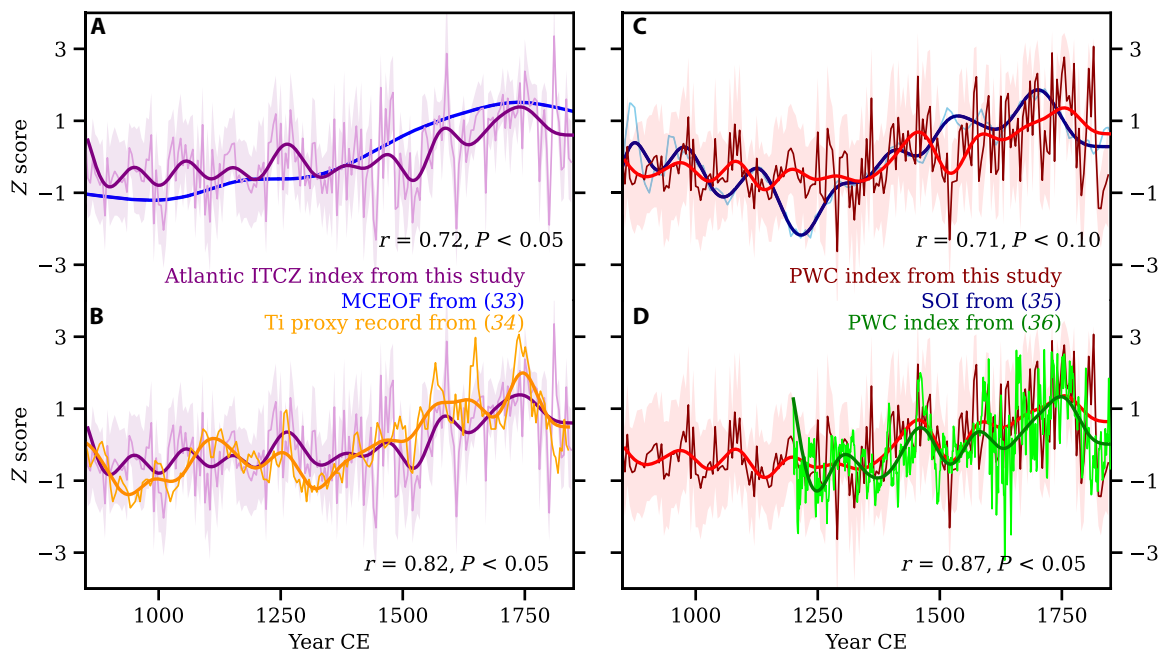 A
3
1
−1
−3
Z score
r = 0.72, P < 0.05
Atlantic ITCZ index from this study
MCEOF from (33)
Ti proxy record from (34)
B
3
1
−1
−3
Z score
r = 0.82, P < 0.05
1000 1250 1500 1750
Year CE
C
3
1
−1
−3
r = 0.71, P < 0.10
PWC index from this study
SOI from (35)
PWC index from (36)
D
3
1
−1
−3
r = 0.87, P < 0.05
1000 1250 1500 1750
Year CE